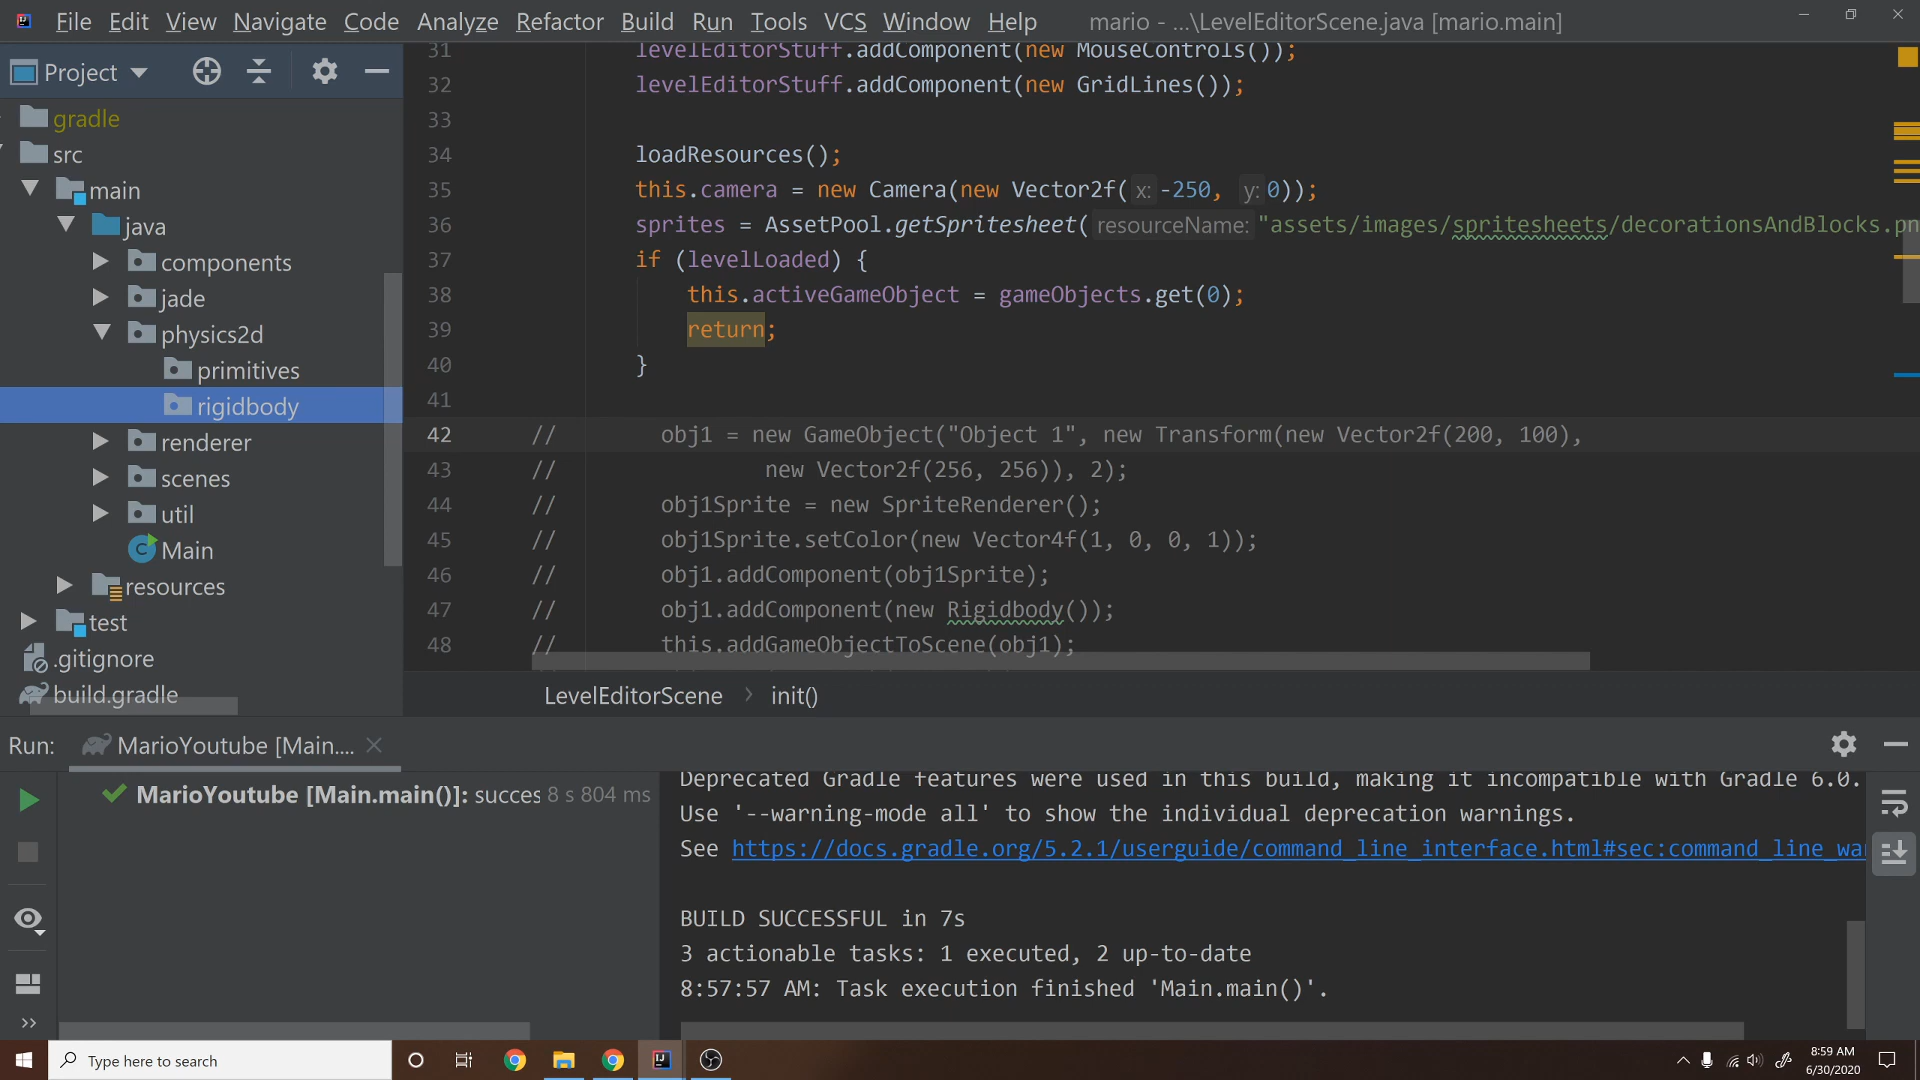 File Edit View Navigate Code Analyze Refactor Build Run Tools VCS Window Help mario - ...\LevelEditorScene.java [mario.main]
Project
gradle
src
main
java
components
jade
physics2d
primitives
rigidbody
renderer
scenes
util
Main
resources
test
.gitignore
build.gradle
31 levelEditorStuff.addComponent(new MouseControls());
32 levelEditorStuff.addComponent(new GridLines());
33
34 loadResources();
35 this.camera = new Camera(new Vector2f( x: -250, y: 0));
36 sprites = AssetPool.getSpritesheet( resourceName: "assets/images/spritesheets/decorationsAndBlocks.pn
37 if (levelLoaded) {
38 this.activeGameObject = gameObjects.get(0);
39 return;
40 }
41
42 // obj1 = new GameObject("Object 1", new Transform(new Vector2f(200, 100),
43 // new Vector2f(256, 256)), 2);
44 // obj1Sprite = new SpriteRenderer();
45 // obj1Sprite.setColor(new Vector4f(1, 0, 0, 1));
46 // obj1.addComponent(obj1Sprite);
47 // obj1.addComponent(new Rigidbody());
48 // this.addGameObjectToScene(obj1);
LevelEditorScene > init()
Run: MarioYoutube [Main....
MarioYoutube [Main.main()]: succes 8 s 804 ms
Deprecated Gradle features were used in this build, making it incompatible with Gradle 6.0.
Use '--warning-mode all' to show the individual deprecation warnings.
See https://docs.gradle.org/5.2.1/userguide/command_line_interface.html#sec:command_line_wa
BUILD SUCCESSFUL in 7s
3 actionable tasks: 1 executed, 2 up-to-date
8:57:57 AM: Task execution finished 'Main.main()'.
Type here to search
8:59 AM
6/30/2020